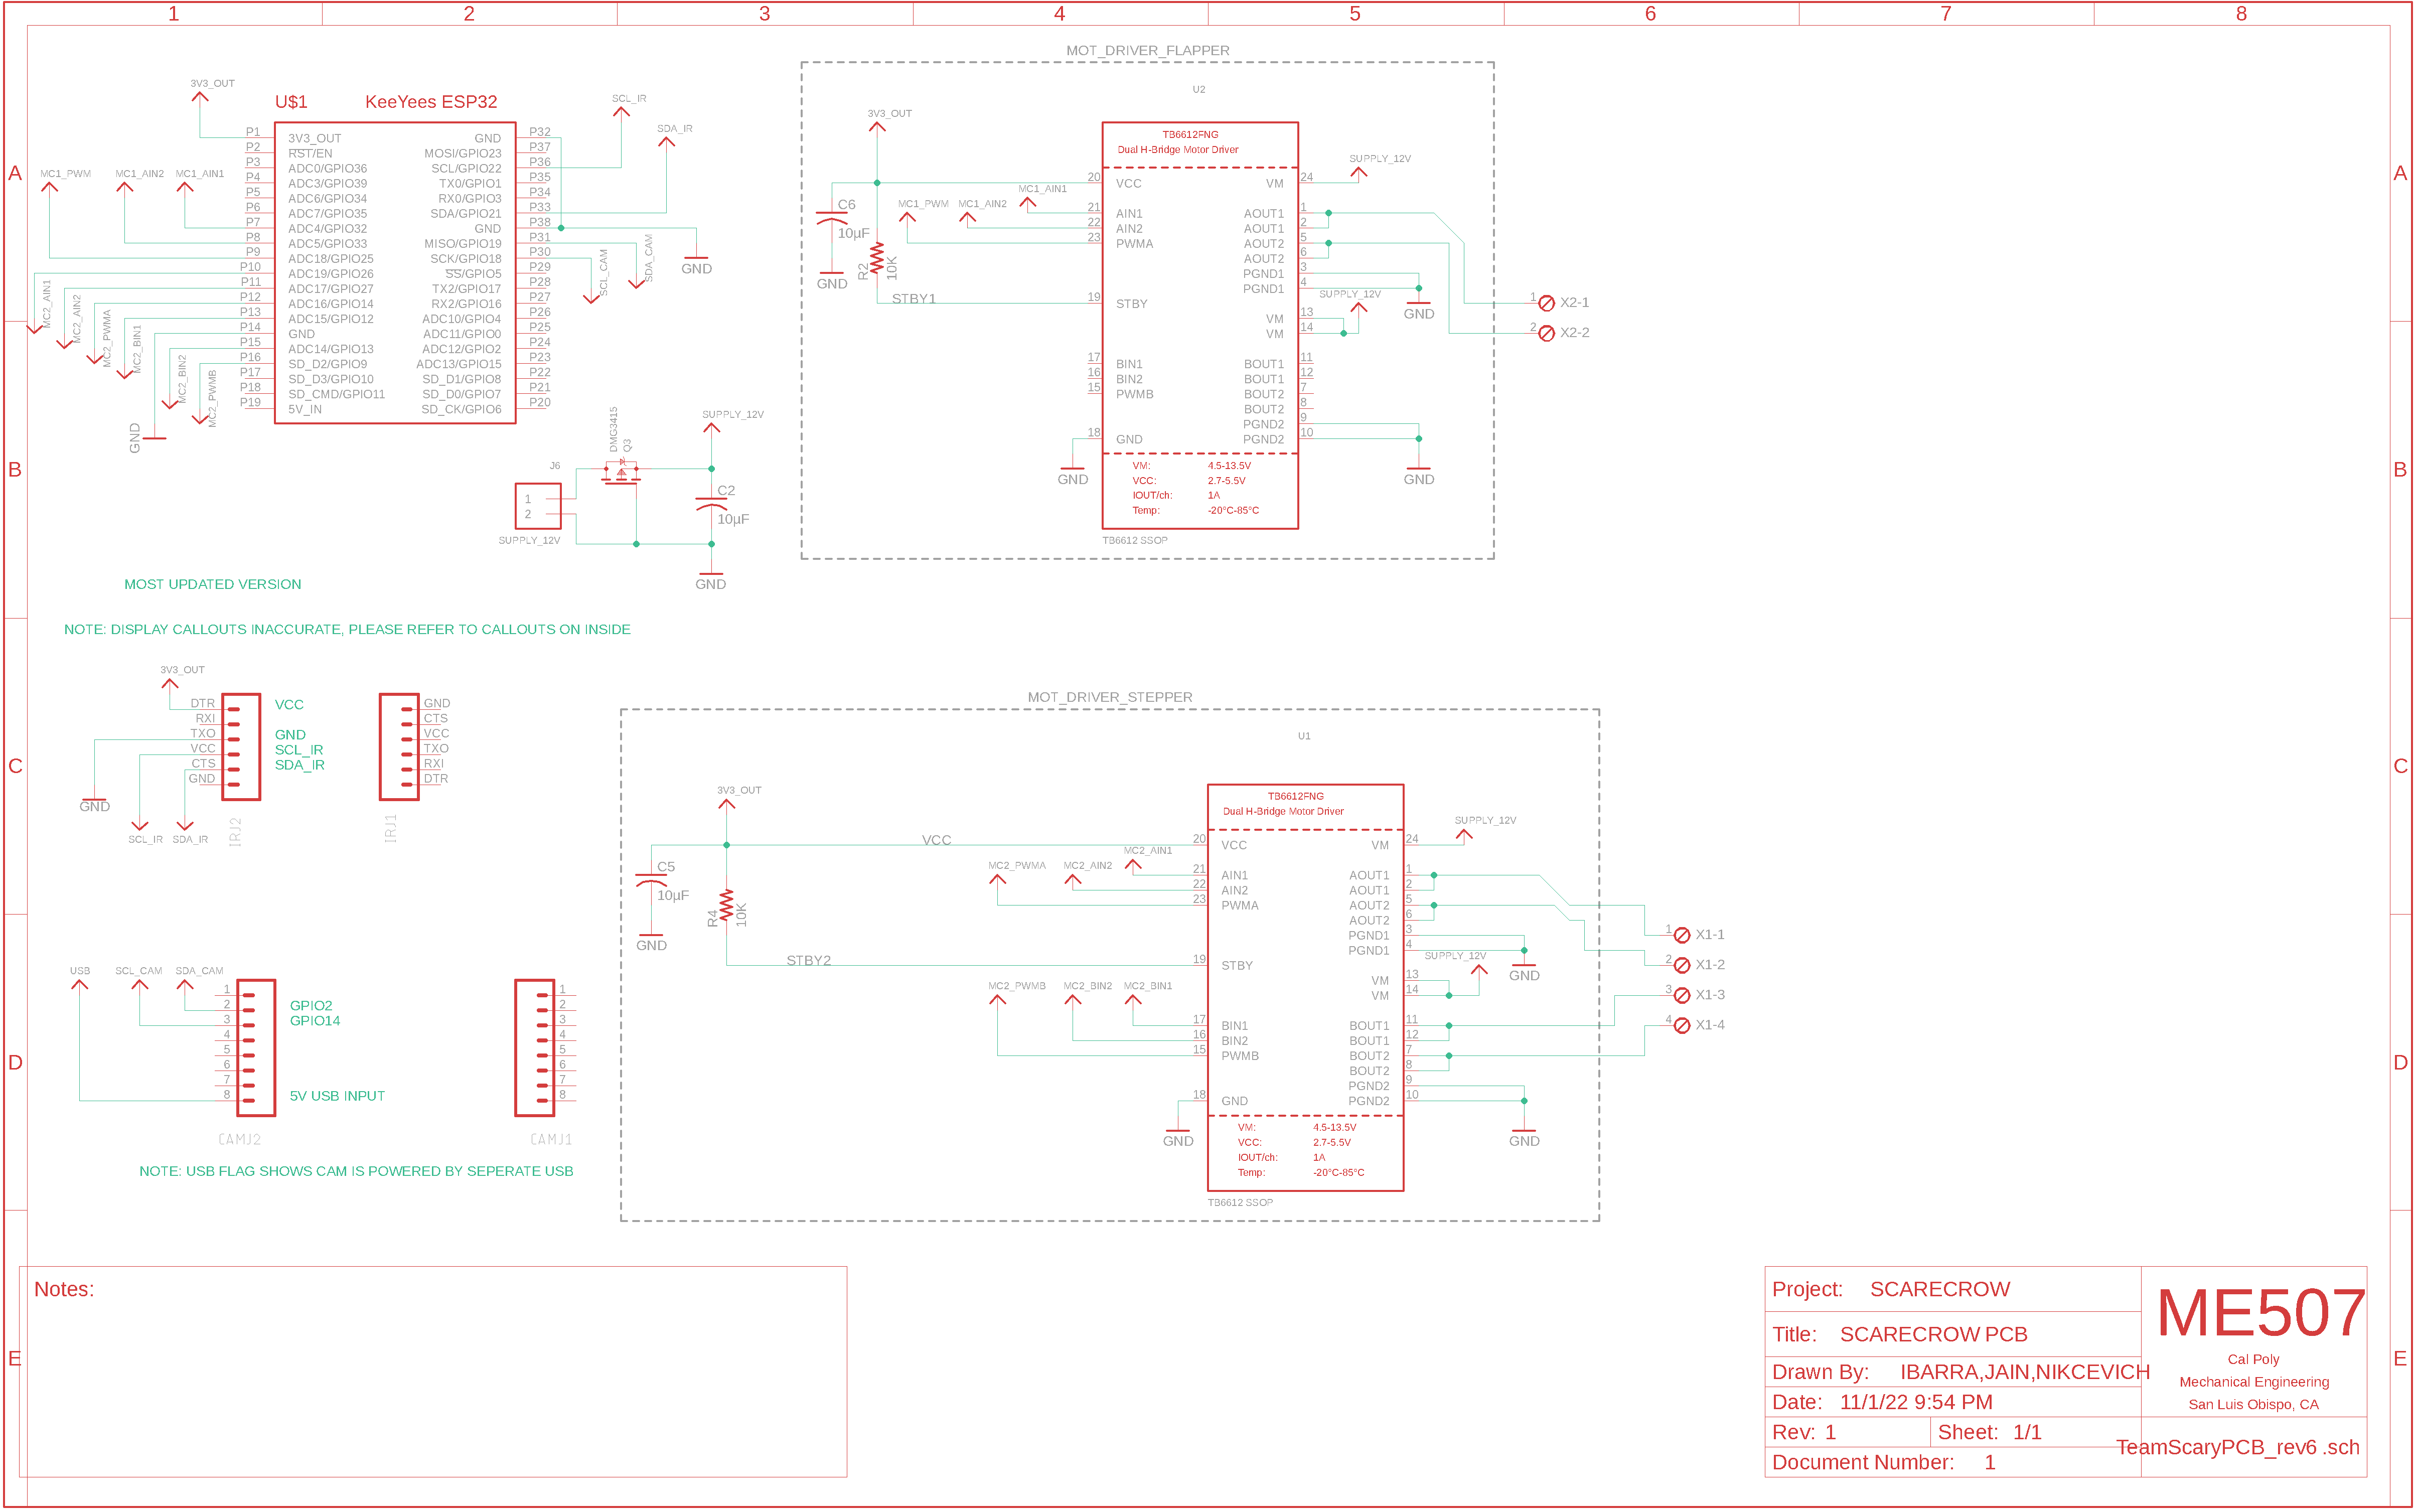 1 2 3 4 5 6 7 8
A
B
C
D
E
A
B
C
D
E
3V3_OUT
U$1 KeeYees ESP32
SCL_IR
SDA_IR
MC1_PWM MC1_AIN2 MC1_AIN1
P1 3V3_OUT GND P32
P2 RST/EN MOSI/GPIO23 P37
P3 ADC0/GPIO36 SCL/GPIO22 P36
P4 ADC3/GPIO39 TX0/GPIO1 P35
P5 ADC6/GPIO34 RX0/GPIO3 P34
P6 ADC7/GPIO35 SDA/GPIO21 P33
P7 ADC4/GPIO32 GND P38
P8 ADC5/GPIO33 MISO/GPIO19 P31
P9 ADC18/GPIO25 SCK/GPIO18 P30
P10 ADC19/GPIO26 SS/GPIO5 P29
P11 ADC17/GPIO27 TX2/GPIO17 P28
P12 ADC16/GPIO14 RX2/GPIO16 P27
P13 ADC15/GPIO12 ADC10/GPIO4 P26
P14 GND ADC11/GPIO0 P25
P15 ADC14/GPIO13 ADC12/GPIO2 P24
P16 SD_D2/GPIO9 ADC13/GPIO15 P23
P17 SD_D3/GPIO10 SD_D1/GPIO8 P22
P18 SD_CMD/GPIO11 SD_D0/GPIO7 P21
P19 5V_IN SD_CK/GPIO6 P20
MC2_AIN1
MC2_AIN2
MC2_PWMA
MC2_BIN1
MC2_BIN2
MC2_PWMB
GND
SCL_CAM
SDA_CAM
GND
J6
1
2
SUPPLY_12V
DMG3415
Q3
SUPPLY_12V
C2
10µF
GND
MOT_DRIVER_FLAPPER
U2
3V3_OUT
C6
10µF
GND
R2
10K
STBY1
MC1_PWM MC1_AIN2 MC1_AIN1
TB6612FNG
Dual H-Bridge Motor Driver
20 VCC VM 24
21 AIN1 AOUT1 1
22 AIN2 AOUT1 2
23 PWMA AOUT2 5
AOUT2 6
PGND1 3
PGND1 4
19 STBY
VM 13
VM 14
17 BIN1 BOUT1 11
16 BIN2 BOUT1 12
15 PWMB BOUT2 7
BOUT2 8
PGND2 9
18 GND PGND2 10
VM: 4.5-13.5V
VCC: 2.7-5.5V
IOUT/ch: 1A
Temp: -20°C-85°C
TB6612 SSOP
SUPPLY_12V
SUPPLY_12V
GND
GND
GND
1 X2-1
2 X2-2
MOST UPDATED VERSION
NOTE: DISPLAY CALLOUTS INACCURATE, PLEASE REFER TO CALLOUTS ON INSIDE
3V3_OUT
DTR VCC
RXI
TXO GND
VCC SCL_IR
CTS SDA_IR
GND
GND
SCL_IR SDA_IR
IRJ2
GND
CTS
VCC
TXO
RXI
DTR
IRJ1
USB SCL_CAM SDA_CAM
1
2 GPIO2
3 GPIO14
4
5
6
7
8 5V USB INPUT
CAMJ2
1
2
3
4
5
6
7
8
CAMJ1
NOTE: USB FLAG SHOWS CAM IS POWERED BY SEPERATE USB
MOT_DRIVER_STEPPER
U1
3V3_OUT
VCC
C5
10µF
GND
R4
10K
STBY2
MC2_PWMA MC2_AIN2 MC2_AIN1
MC2_PWMB MC2_BIN2 MC2_BIN1
TB6612FNG
Dual H-Bridge Motor Driver
20 VCC VM 24
21 AIN1 AOUT1 1
22 AIN2 AOUT1 2
23 PWMA AOUT2 5
AOUT2 6
PGND1 3
PGND1 4
19 STBY
VM 13
VM 14
17 BIN1 BOUT1 11
16 BIN2 BOUT1 12
15 PWMB BOUT2 7
BOUT2 8
PGND2 9
18 GND PGND2 10
VM: 4.5-13.5V
VCC: 2.7-5.5V
IOUT/ch: 1A
Temp: -20°C-85°C
TB6612 SSOP
SUPPLY_12V
SUPPLY_12V
GND
GND
GND
1 X1-1
2 X1-2
3 X1-3
4 X1-4
Notes:
Project: SCARECROW
Title: SCARECROW PCB
Drawn By: IBARRA,JAIN,NIKCEVICH
Date: 11/1/22 9:54 PM
Rev: 1 Sheet: 1/1
Document Number: 1
ME507
Cal Poly
Mechanical Engineering
San Luis Obispo, CA
TeamScaryPCB_rev6 .sch